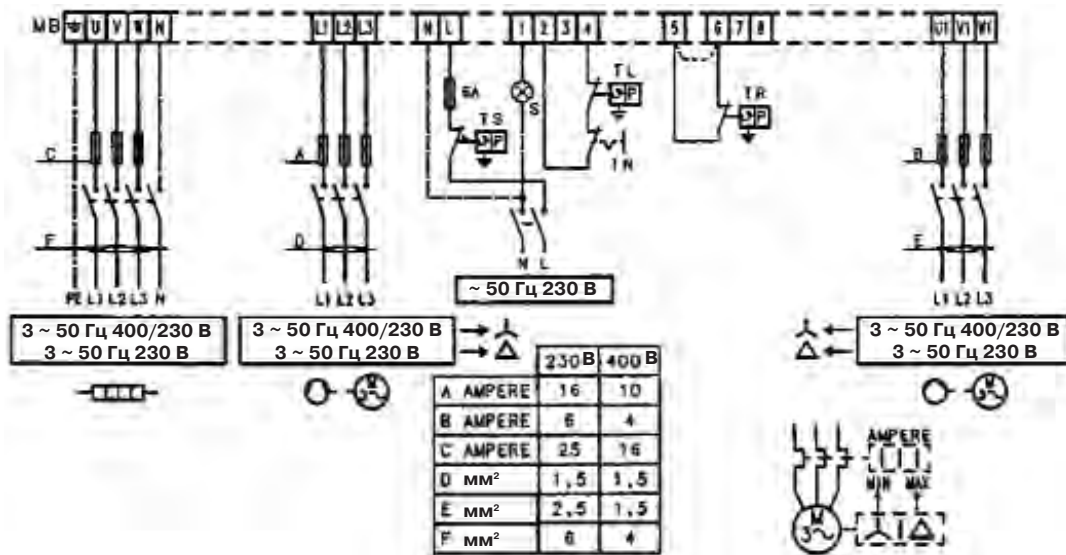 MB U V W N L1 L2 L3 N L 1 2 3 4 5 6 7 8 U1 V1 W1
6A
S
TS P
TL P
TR P
C
A
B
F
D
E
N L
PE L1 L2 L3 N
L1 L2 L3
L1 L2 L3
~ 50 Гц 230 В
3 ~ 50 Гц 400/230 В
3 ~ 50 Гц 230 В
3 ~ 50 Гц 400/230 В
3 ~ 50 Гц 230 В
3 ~ 50 Гц 400/230 В
3 ~ 50 Гц 230 В
M 3~
M 3~
230 В 400 В
A AMPERE 16 10
B AMPERE 6 4
C AMPERE 25 16
D мм² 1,5 1,5
E мм² 2,5 1,5
F мм² 6 4
AMPERE
MIN MAX
M 3~